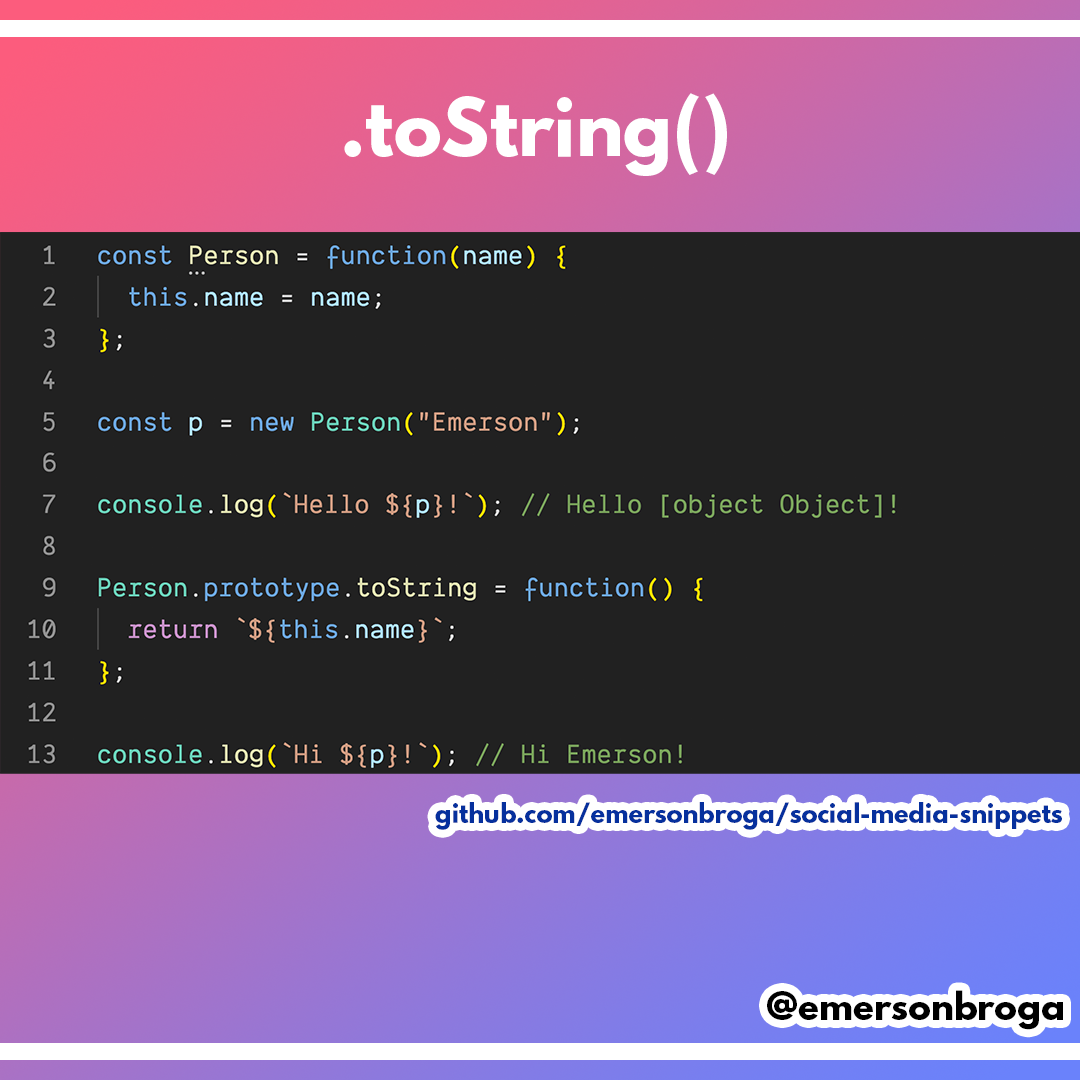 .toString()
1 const Person = function(name) {
2 this.name = name;
3 };
4
5 const p = new Person("Emerson");
6
7 console.log(`Hello ${p}!`); // Hello [object Object]!
8
9 Person.prototype.toString = function() {
10 return `${this.name}`;
11 };
12
13 console.log(`Hi ${p}!`); // Hi Emerson!
github.com/emersonbroga/social-media-snippets
@emersonbroga